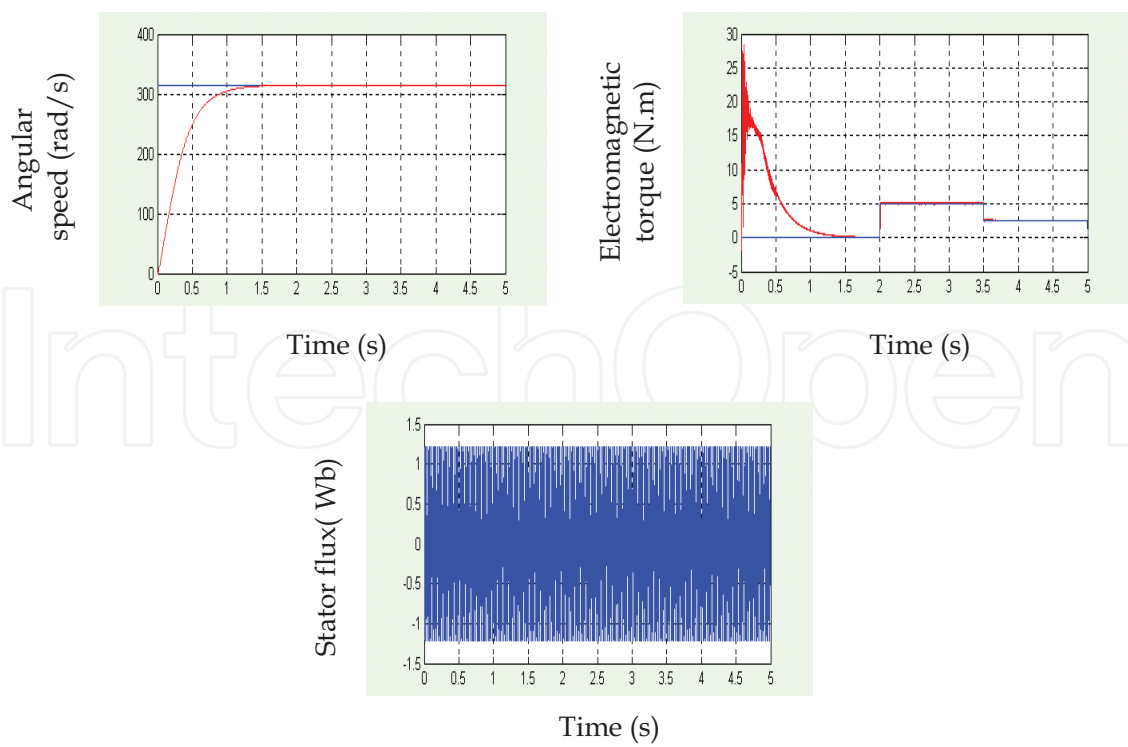 Angular
speed (rad/s)
400
300
200
100
0
0 0.5 1 1.5 2 2.5 3 3.5 4 4.5 5
Time (s)
Electromagnetic
torque (N.m)
30
25
20
15
10
5
0
-5
0 0.5 1 1.5 2 2.5 3 3.5 4 4.5 5
Time (s)
IntechOpen
Stator flux( Wb)
1.5
1
0.5
0
-0.5
-1
-1.5
0 0.5 1 1.5 2 2.5 3 3.5 4 4.5 5
Time (s)